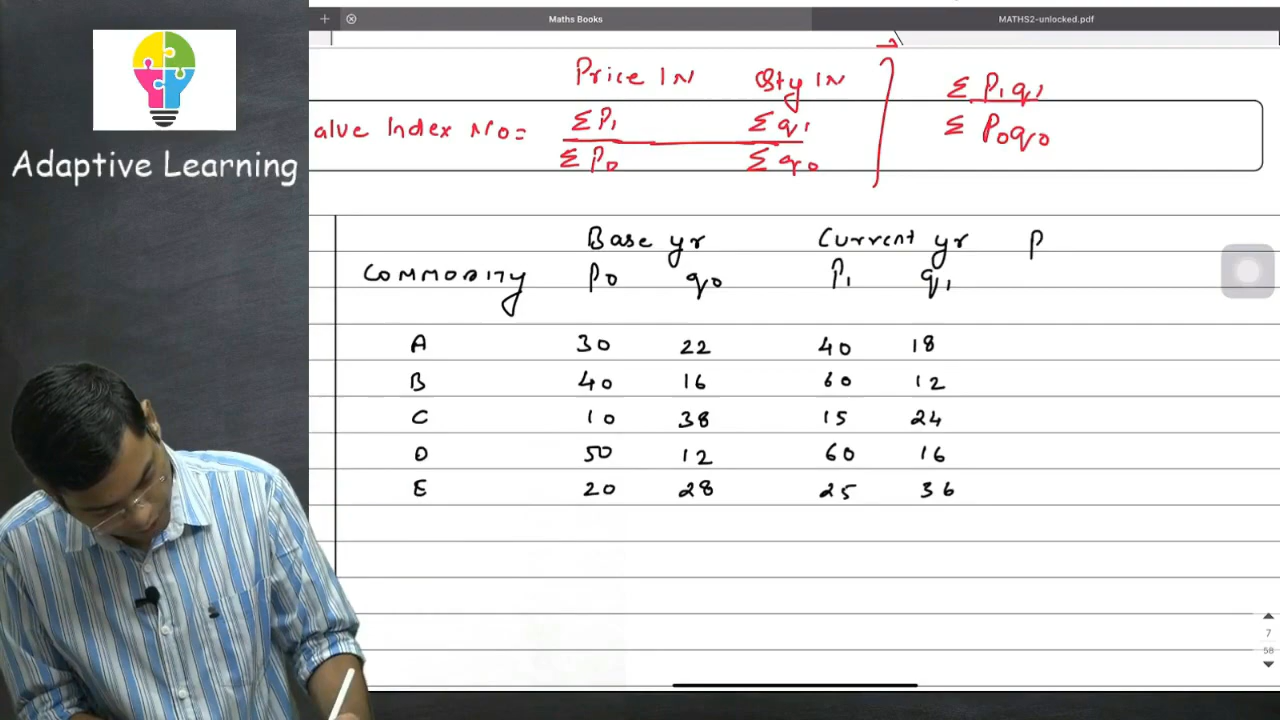 Maths Books MATHS2-unlocked.pdf
Adaptive Learning
Price IN Qty IN Σ P₁q₁
alue Index No = Σ P₁ Σ q₁ Σ P₀q₀
Σ P₀ Σ q₀
Base yr Current yr P
COMMODITY P₀ q₀ P₁ q₁
A 30 22 40 18
B 40 16 60 12
C 10 38 15 24
D 50 12 60 16
E 20 28 25 36
7
58